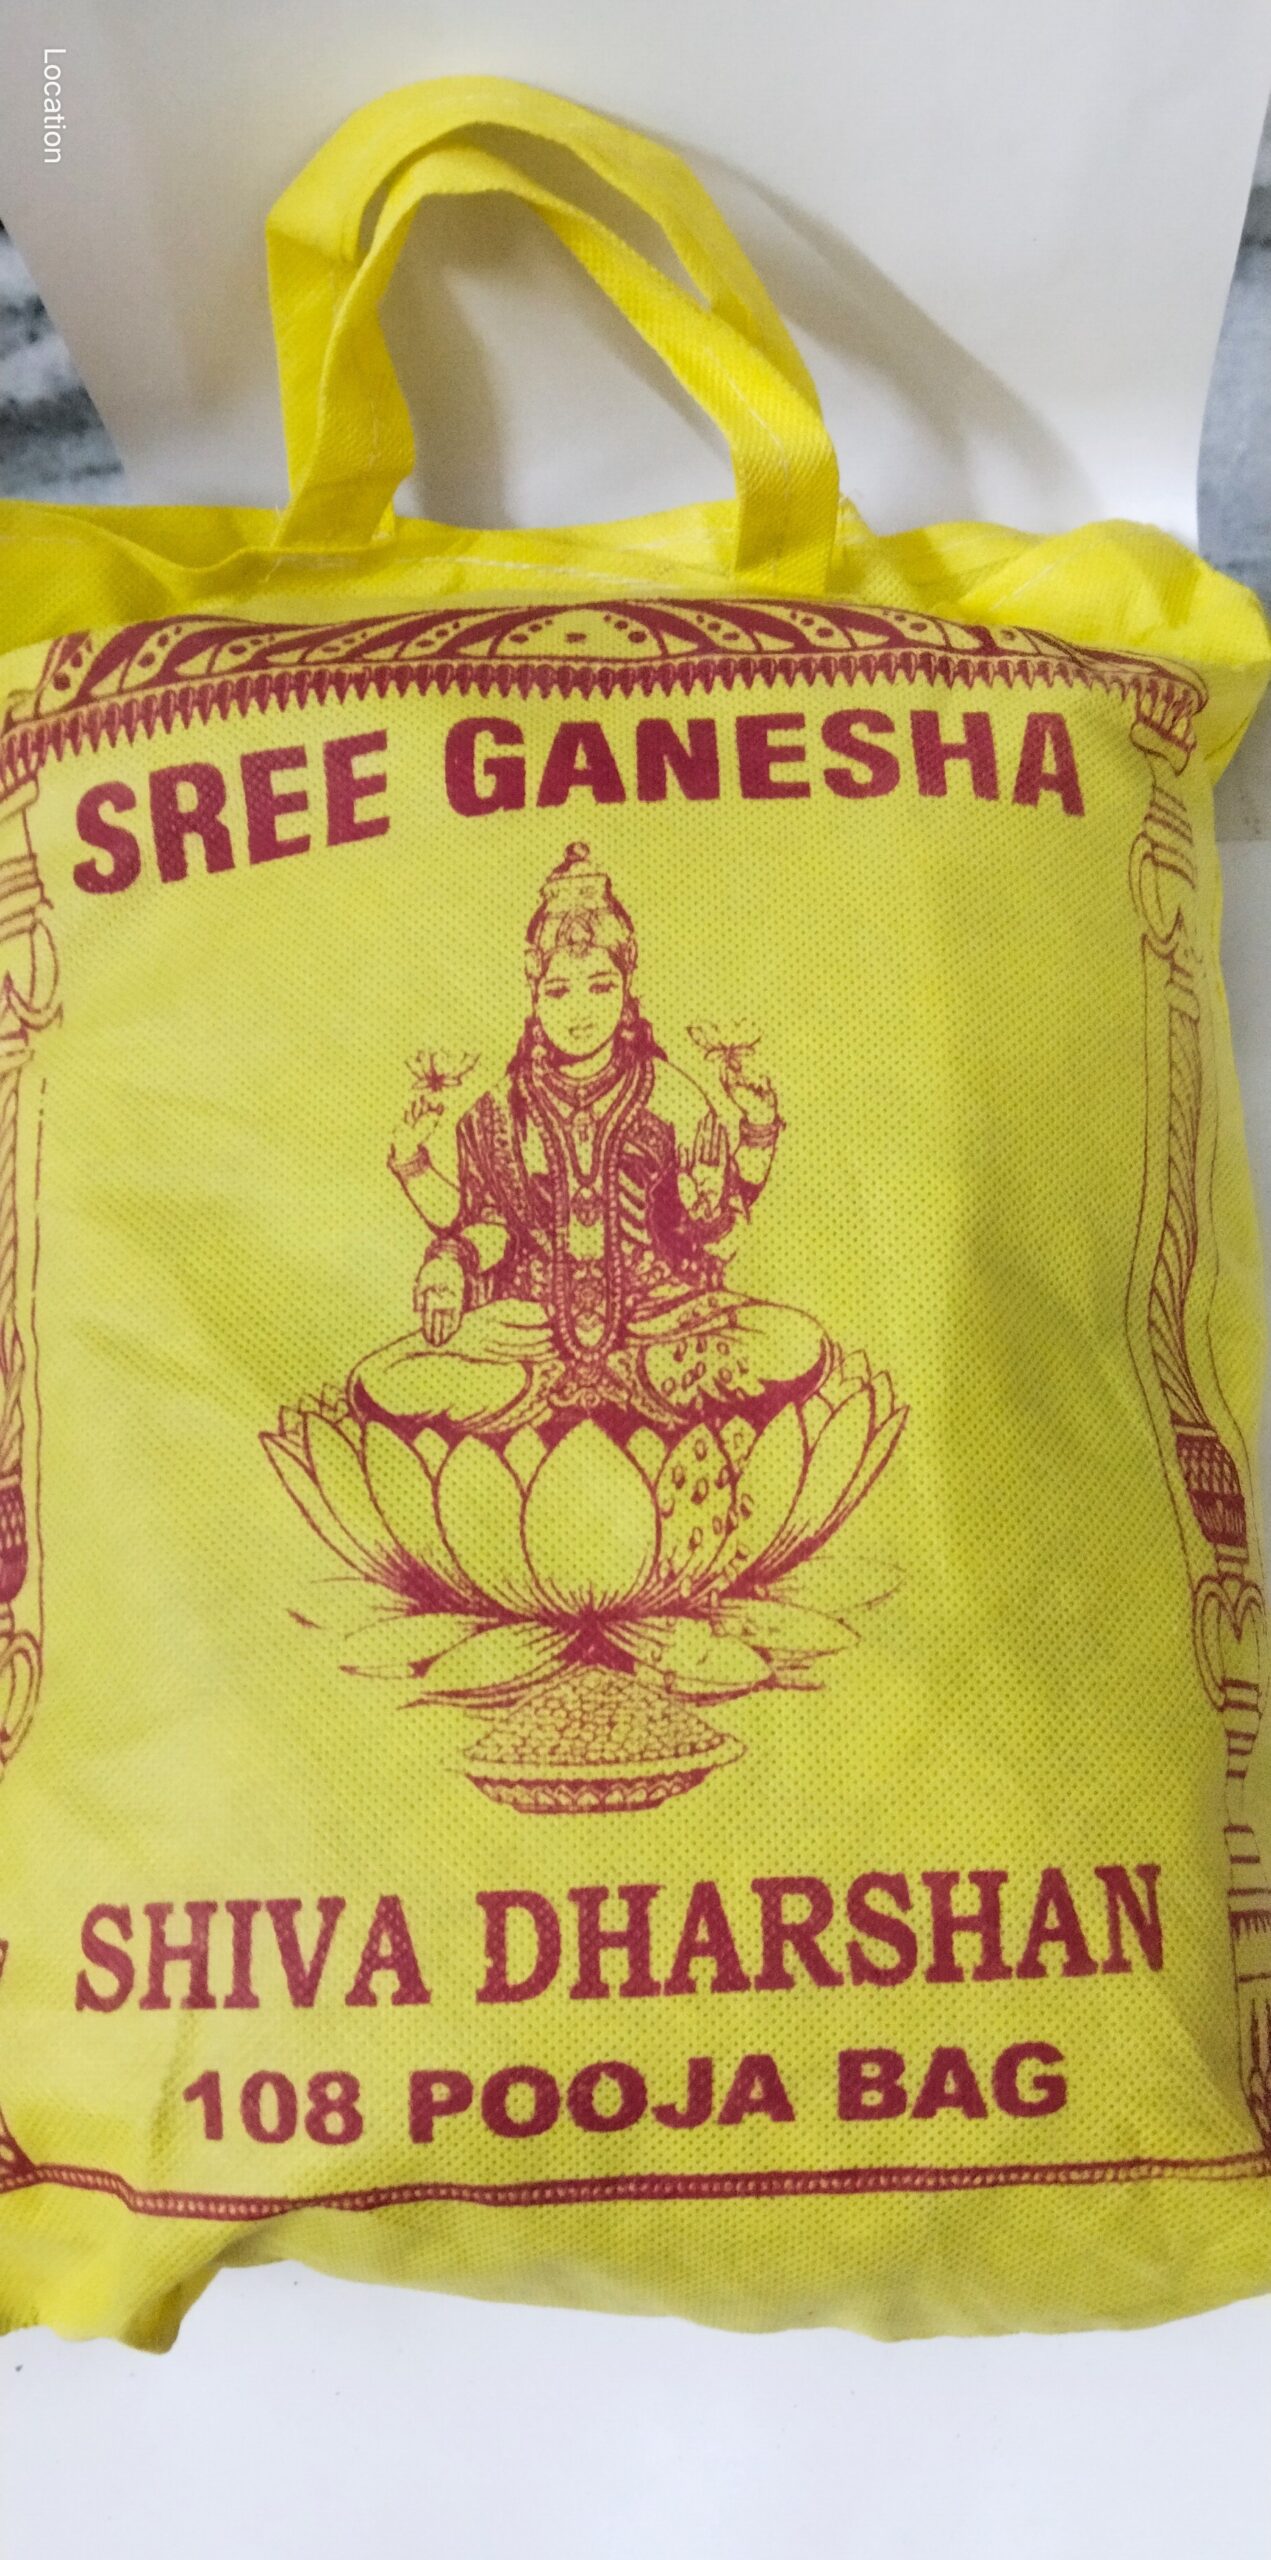 Location
SREE GANESHA
SHIVA DHARSHAN
108 POOJA BAG